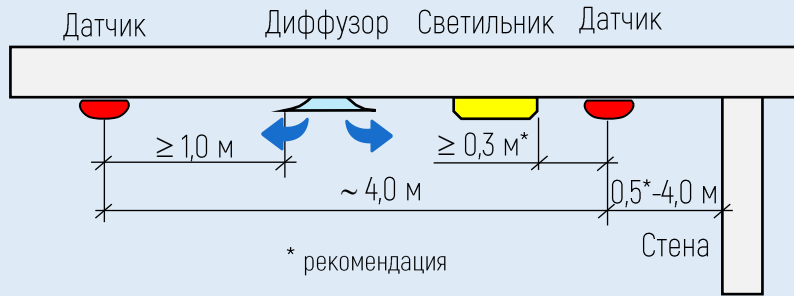 Датчик Диффузор Светильник Датчик
≥ 1,0 м ≥ 0,3 м*
~ 4,0 м 0,5*–4,0 м
Стена
* рекомендация